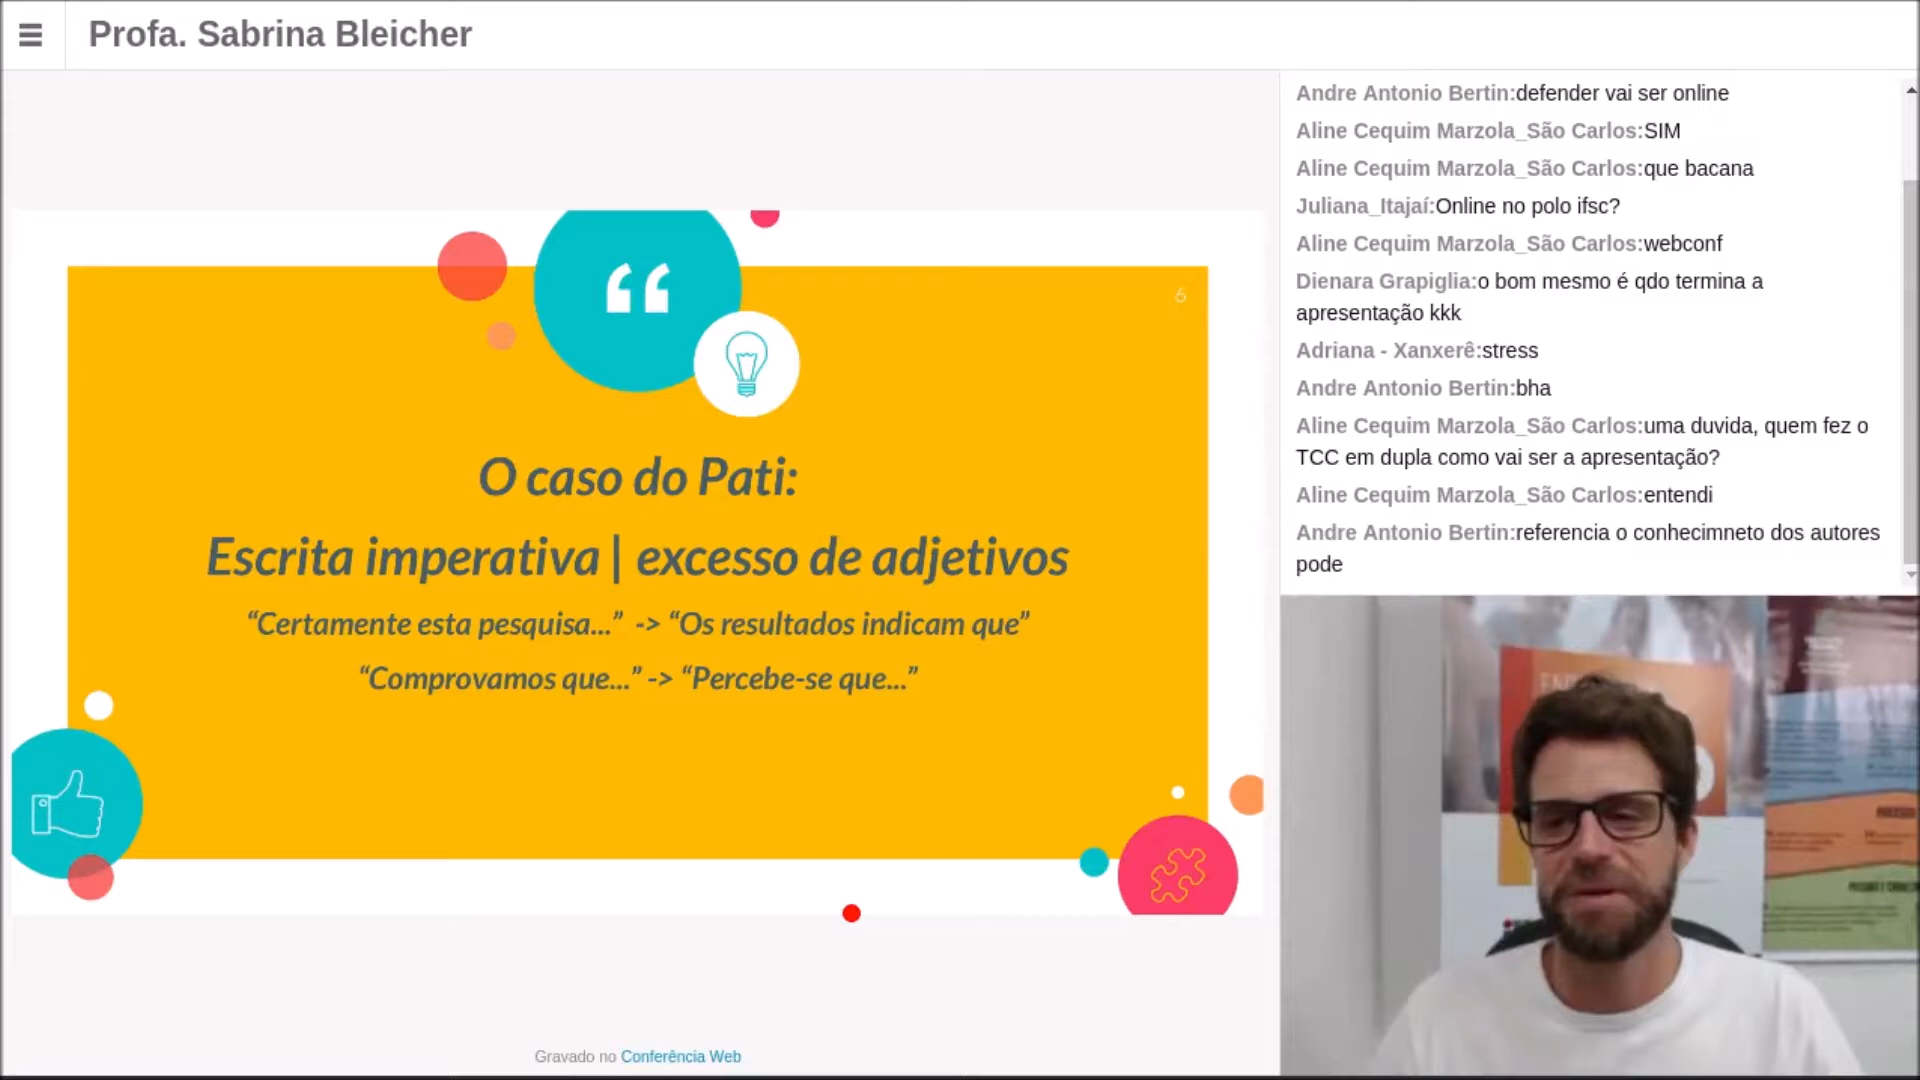 Profa. Sabrina Bleicher
6
O caso do Pati:
Escrita imperativa | excesso de adjetivos
“Certamente esta pesquisa...” -> “Os resultados indicam que”
“Comprovamos que...” -> “Percebe-se que...”
Gravado no Conferência Web
Andre Antonio Bertin:defender vai ser online
Aline Cequim Marzola_São Carlos:SIM
Aline Cequim Marzola_São Carlos:que bacana
Juliana_Itajaí:Online no polo ifsc?
Aline Cequim Marzola_São Carlos:webconf
Dienara Grapiglia:o bom mesmo é qdo termina a
apresentação kkk
Adriana - Xanxerê:stress
Andre Antonio Bertin:bha
Aline Cequim Marzola_São Carlos:uma duvida, quem fez o
TCC em dupla como vai ser a apresentação?
Aline Cequim Marzola_São Carlos:entendi
Andre Antonio Bertin:referencia o conhecimneto dos autores
pode